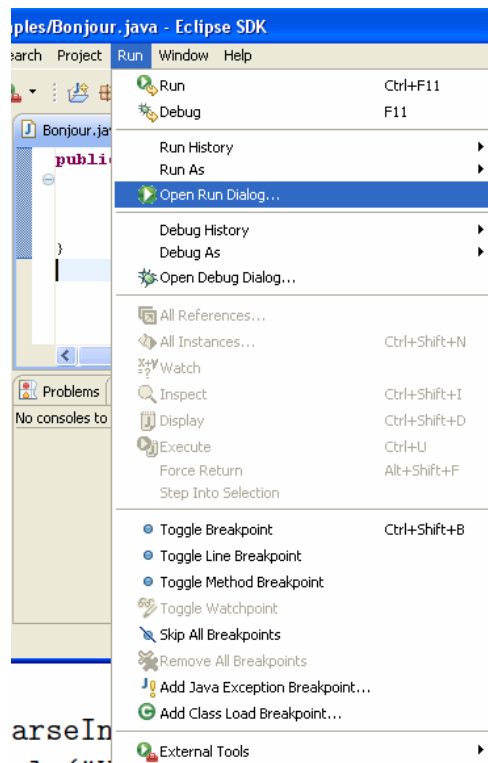 ples/Bonjour.java - Eclipse SDK
earch Project Run Window Help
Run Ctrl+F11
Debug F11
Bonjour.ja
Run History
publi
Run As
Open Run Dialog...
Debug History
}
Debug As
Open Debug Dialog...
All References...
All Instances... Ctrl+Shift+N
Watch
Problems
Inspect Ctrl+Shift+I
No consoles to
Display Ctrl+Shift+D
Execute Ctrl+U
Force Return Alt+Shift+F
Step Into Selection
Toggle Breakpoint Ctrl+Shift+B
Toggle Line Breakpoint
Toggle Method Breakpoint
Toggle Watchpoint
Skip All Breakpoints
Remove All Breakpoints
Add Java Exception Breakpoint...
Add Class Load Breakpoint...
arseIn
External Tools